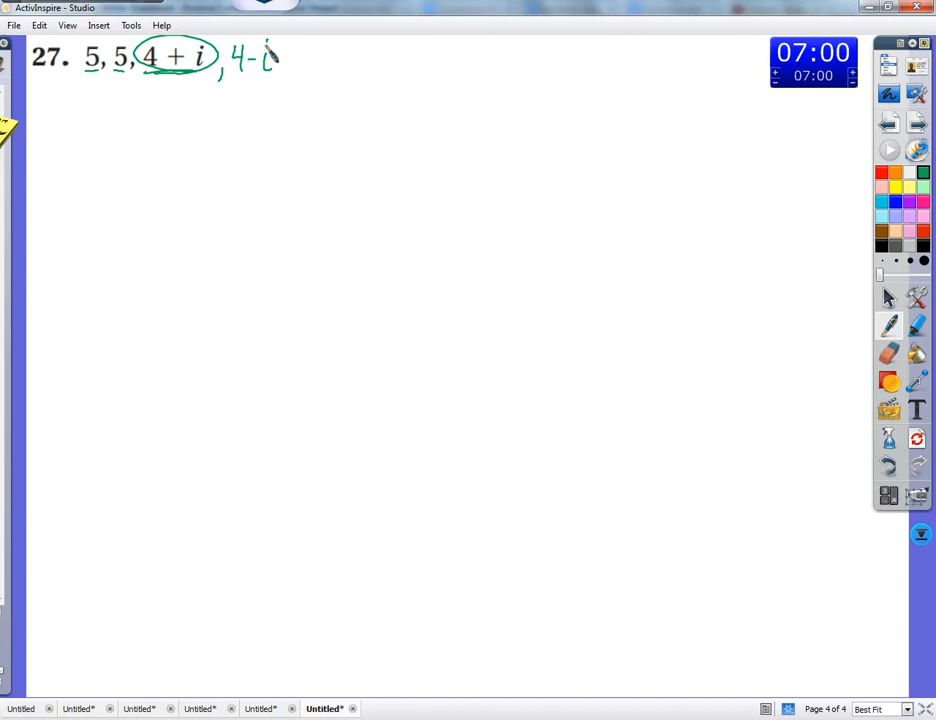 ActivInspire - Studio
File Edit View Insert Tools Help
27. 5, 5, 4 + i, 4-i
07:00
07:00
Untitled Untitled* Untitled* Untitled* Untitled* Untitled*
Page 4 of 4
Best Fit